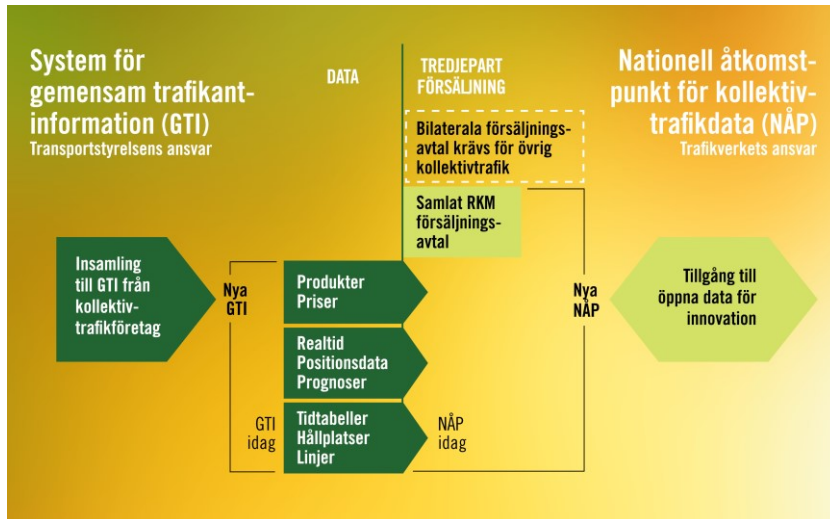 System för
gemensam trafikant-
information (GTI)
Transportstyrelsens ansvar
DATA
TREDJEPART
FÖRSÄLJNING
Nationell åtkomst-
punkt för kollektiv-
trafikdata (NÅP)
Trafikverkets ansvar
Bilaterala försäljnings-
avtal krävs för övrig
kollektivtrafik
Samlat RKM
försäljnings-
avtal
Insamling
till GTI från
kollektiv-
trafikföretag
Nya
GTI
Produkter
Priser
Nya
NÅP
Tillgång till
öppna data för
innovation
Realtid
Positionsdata
Prognoser
GTI
idag
Tidtabeller
Hållplatser
Linjer
NÅP
idag